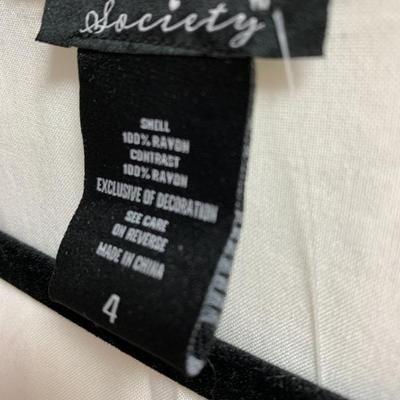 Society
SHELL
100% RAYON
CONTRAST
100% RAYON
EXCLUSIVE OF DECORATION
SEE CARE
ON REVERSE
MADE IN CHINA
4